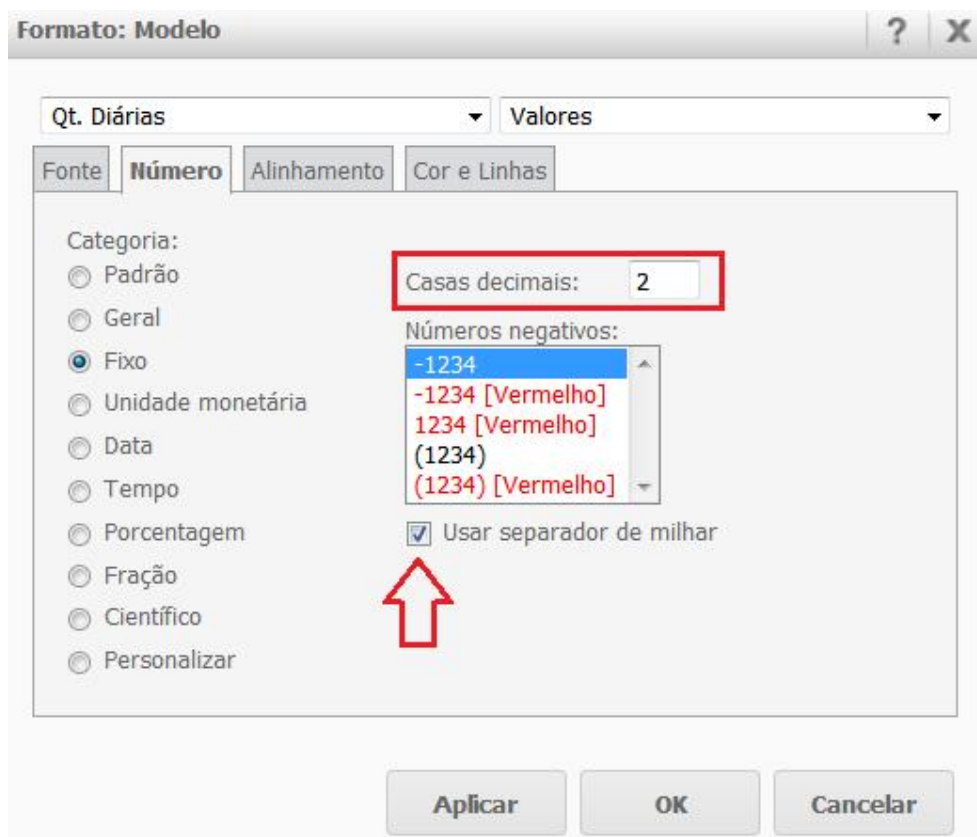 Formato: Modelo ? X
Qt. Diárias Valores
Fonte Número Alinhamento Cor e Linhas
Categoria:
Padrão
Geral
Fixo
Unidade monetária
Data
Tempo
Porcentagem
Fração
Científico
Personalizar
Casas decimais: 2
Números negativos:
-1234
-1234 [Vermelho]
1234 [Vermelho]
(1234)
(1234) [Vermelho]
Usar separador de milhar
Aplicar OK Cancelar